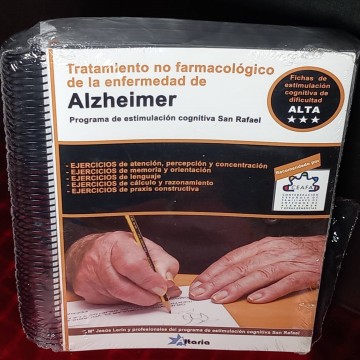 Tratamiento no farmacológico
de la enfermedad de
Alzheimer
Programa de estimulación cognitiva San Rafael
Fichas de
estimulación
cognitiva de
dificultad
ALTA
★★★
- EJERCICIOS de atención, percepción y concentración
- EJERCICIOS de memoria y orientación
- EJERCICIOS de lenguaje
- EJERCICIOS de cálculo y razonamiento
- EJERCICIOS de praxis constructiva
Recomendado por:
CEAFA
Mª Jesús Lerín y profesionales del programa de estimulación cognitiva San Rafael
Maria